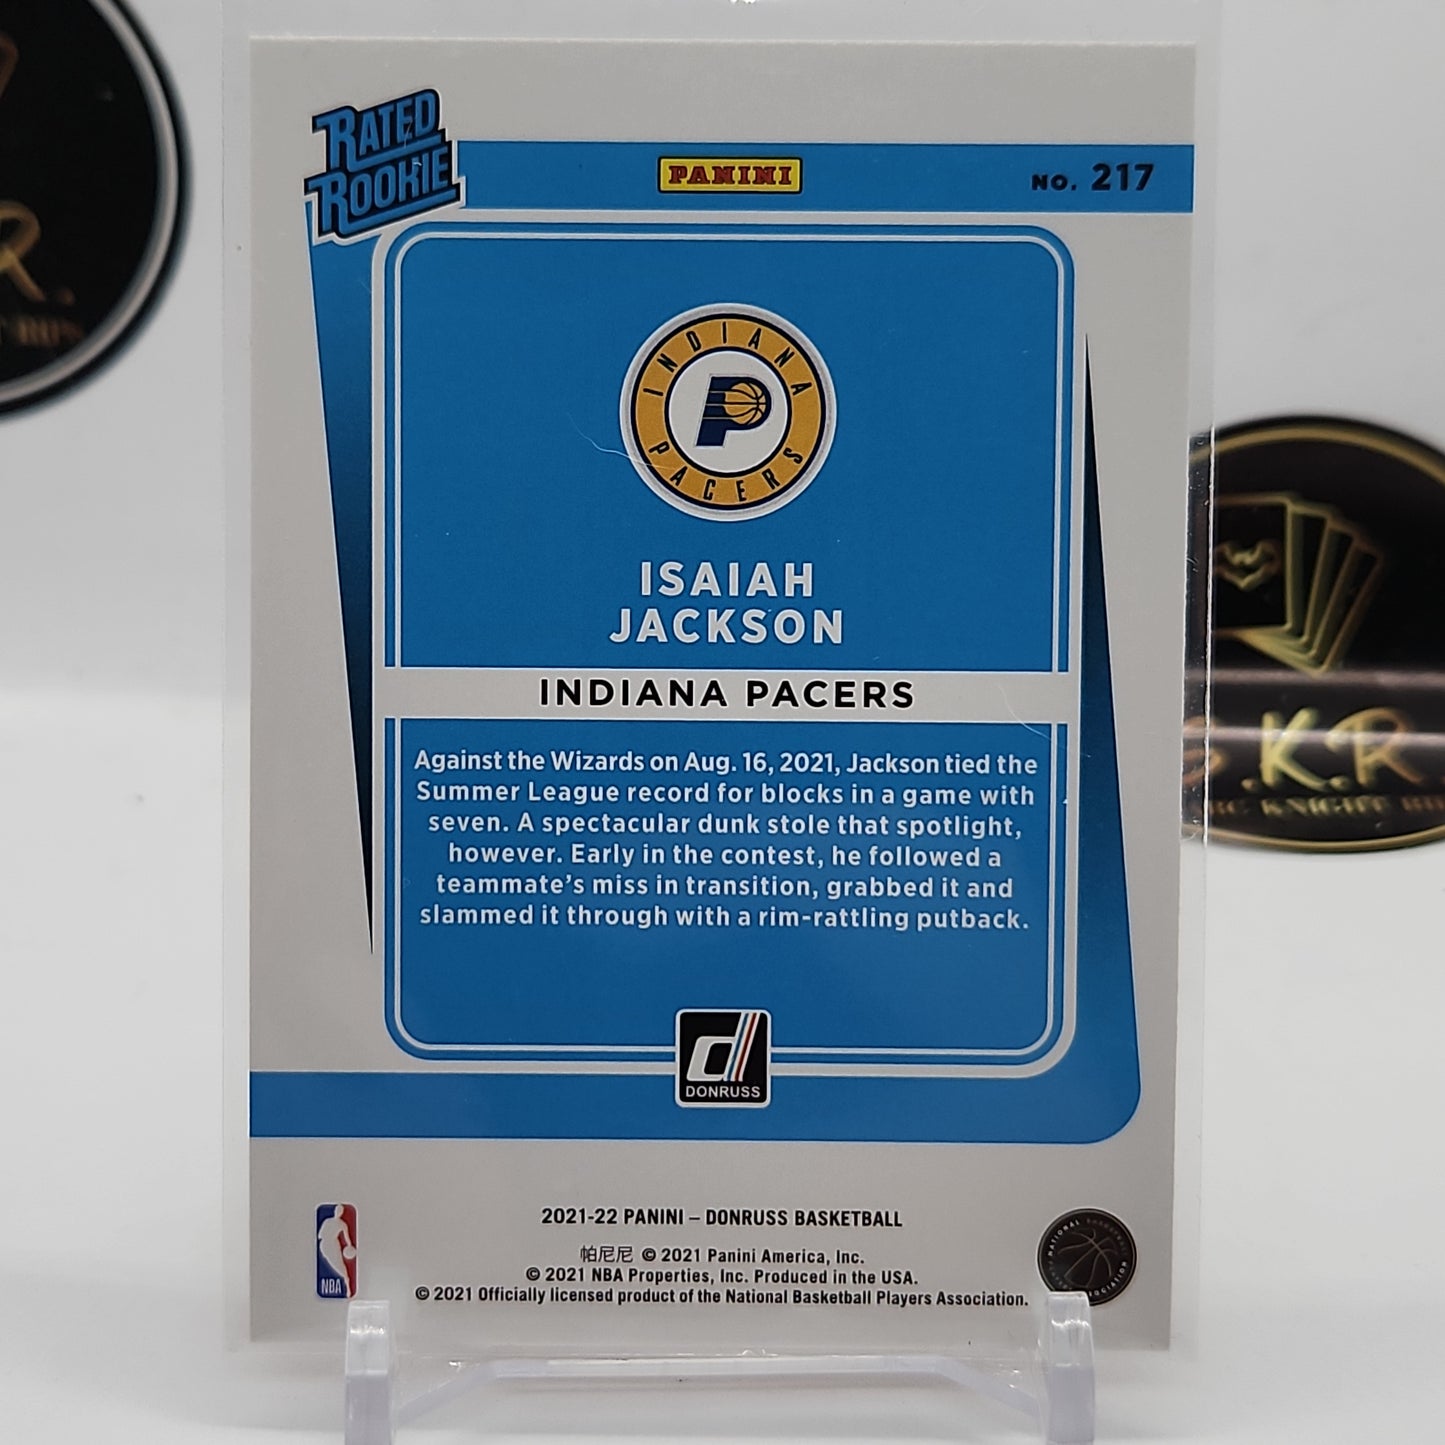 RATED
ROOKIE
PANINI
NO. 217
INDIANA
PACERS
ISAIAH
JACKSON
INDIANA PACERS
Against the Wizards on Aug. 16, 2021, Jackson tied the
Summer League record for blocks in a game with
seven. A spectacular dunk stole that spotlight,
however. Early in the contest, he followed a
teammate's miss in transition, grabbed it and
slammed it through with a rim-rattling putback.
DONRUSS
2021-22 PANINI – DONRUSS BASKETBALL
帕尼尼 © 2021 Panini America, Inc.
© 2021 NBA Properties, Inc. Produced in the USA.
© 2021 Officially licensed product of the National Basketball Players Association.
NBA
NATIONAL BASKETBALL
K.R.
KNIGHT
R.